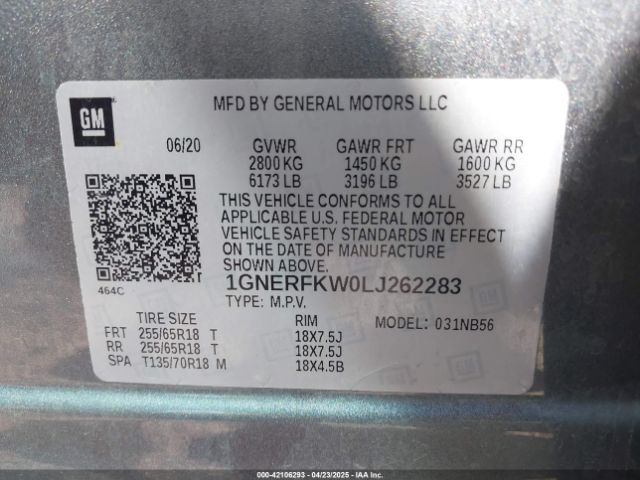 GM
MFD BY GENERAL MOTORS LLC
06/20 GVWR GAWR FRT GAWR RR
2800 KG 1450 KG 1600 KG
6173 LB 3196 LB 3527 LB
THIS VEHICLE CONFORMS TO ALL
APPLICABLE U.S. FEDERAL MOTOR
VEHICLE SAFETY STANDARDS IN EFFECT
ON THE DATE OF MANUFACTURE
SHOWN ABOVE.
464C 1GNERFKW0LJ262283
TYPE: M.P.V.
TIRE SIZE RIM MODEL: 031NB56
FRT 255/65R18 T 18X7.5J
RR 255/65R18 T 18X7.5J
SPA T135/70R18 M 18X4.5B
000-42106293 - 04/23/2025 - IAAI.COM